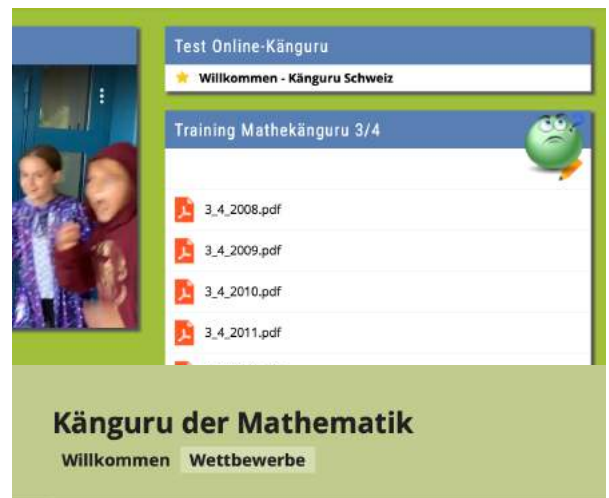 Test Online-Känguru
Willkommen - Känguru Schweiz
Training Mathekänguru 3/4
3_4_2008.pdf
3_4_2009.pdf
3_4_2010.pdf
3_4_2011.pdf
Känguru der Mathematik
Willkommen Wettbewerbe